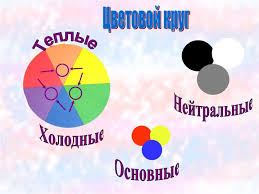 Цветовой круг
Теплые
Холодные
Нейтральные
Основные